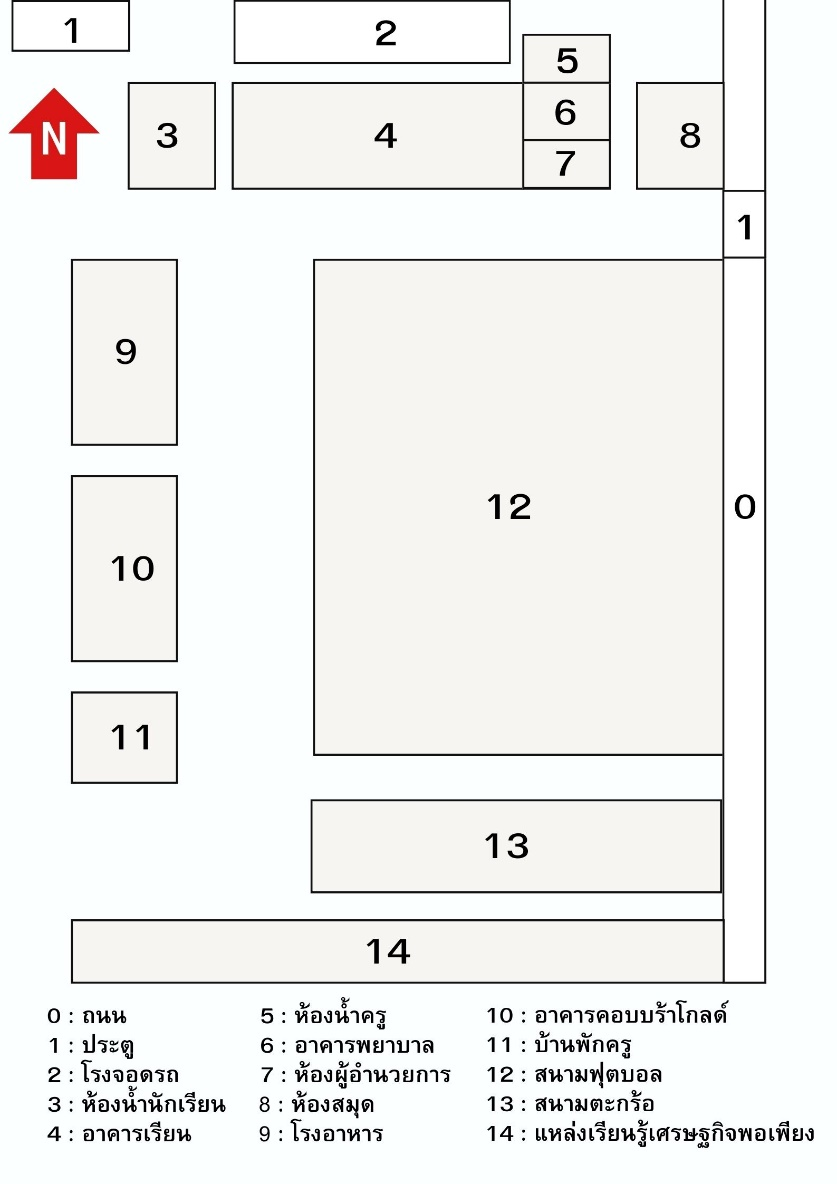 1
2
5
N
3
4
6
7
8
1
9
12
0
10
11
13
14
0 : ถนน
1 : ประตู
2 : โรงจอดรถ
3 : ห้องน้ำนักเรียน
4 : อาคารเรียน
5 : ห้องน้ำครู
6 : อาคารพยาบาล
7 : ห้องผู้อำนวยการ
8 : ห้องสมุด
9 : โรงอาหาร
10 : อาคารคอบบร้าโกลด์
11 : บ้านพักครู
12 : สนามฟุตบอล
13 : สนามตะกร้อ
14 : แหล่งเรียนรู้เศรษฐกิจพอเพียง